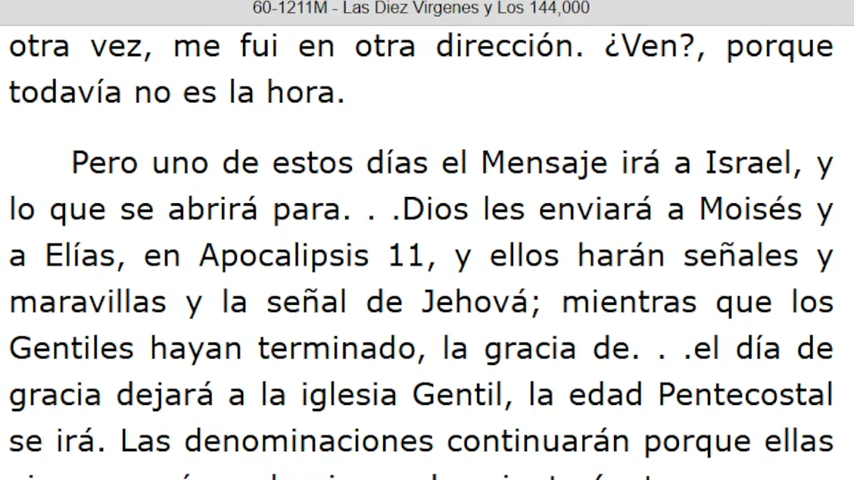 60-1211M - Las Diez Virgenes y Los 144,000
otra vez, me fui en otra dirección. ¿Ven?, porque
todavía no es la hora.
Pero uno de estos días el Mensaje irá a Israel, y
lo que se abrirá para. . .Dios les enviará a Moisés y
a Elías, en Apocalipsis 11, y ellos harán señales y
maravillas y la señal de Jehová; mientras que los
Gentiles hayan terminado, la gracia de. . .el día de
gracia dejará a la iglesia Gentil, la edad Pentecostal
se irá. Las denominaciones continuarán porque ellas